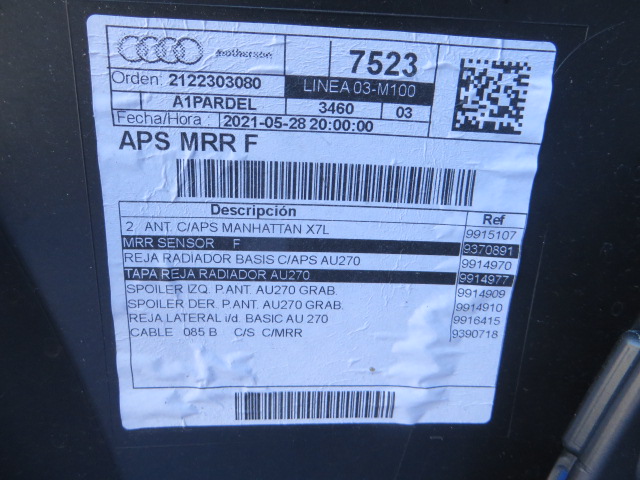 motherson
7523
Orden: 2122303080
LINEA 03-M100
A1PARDEL 3460 03
Fecha/Hora : 2021-05-28 20:00:00
APS MRR F
Descripción Ref
2 ANT. C/APS MANHATTAN X7L 9915107
MRR SENSOR F 9370891
REJA RADIADOR BASIS C/APS AU270 9914970
TAPA REJA RADIADOR AU270 9914977
SPOILER IZQ. P.ANT. AU270 GRAB. 9914909
SPOILER DER. P.ANT. AU270 GRAB. 9914910
REJA LATERAL i/d. BASIC AU 270 9916415
CABLE 085 B C/S C/MRR 9390718